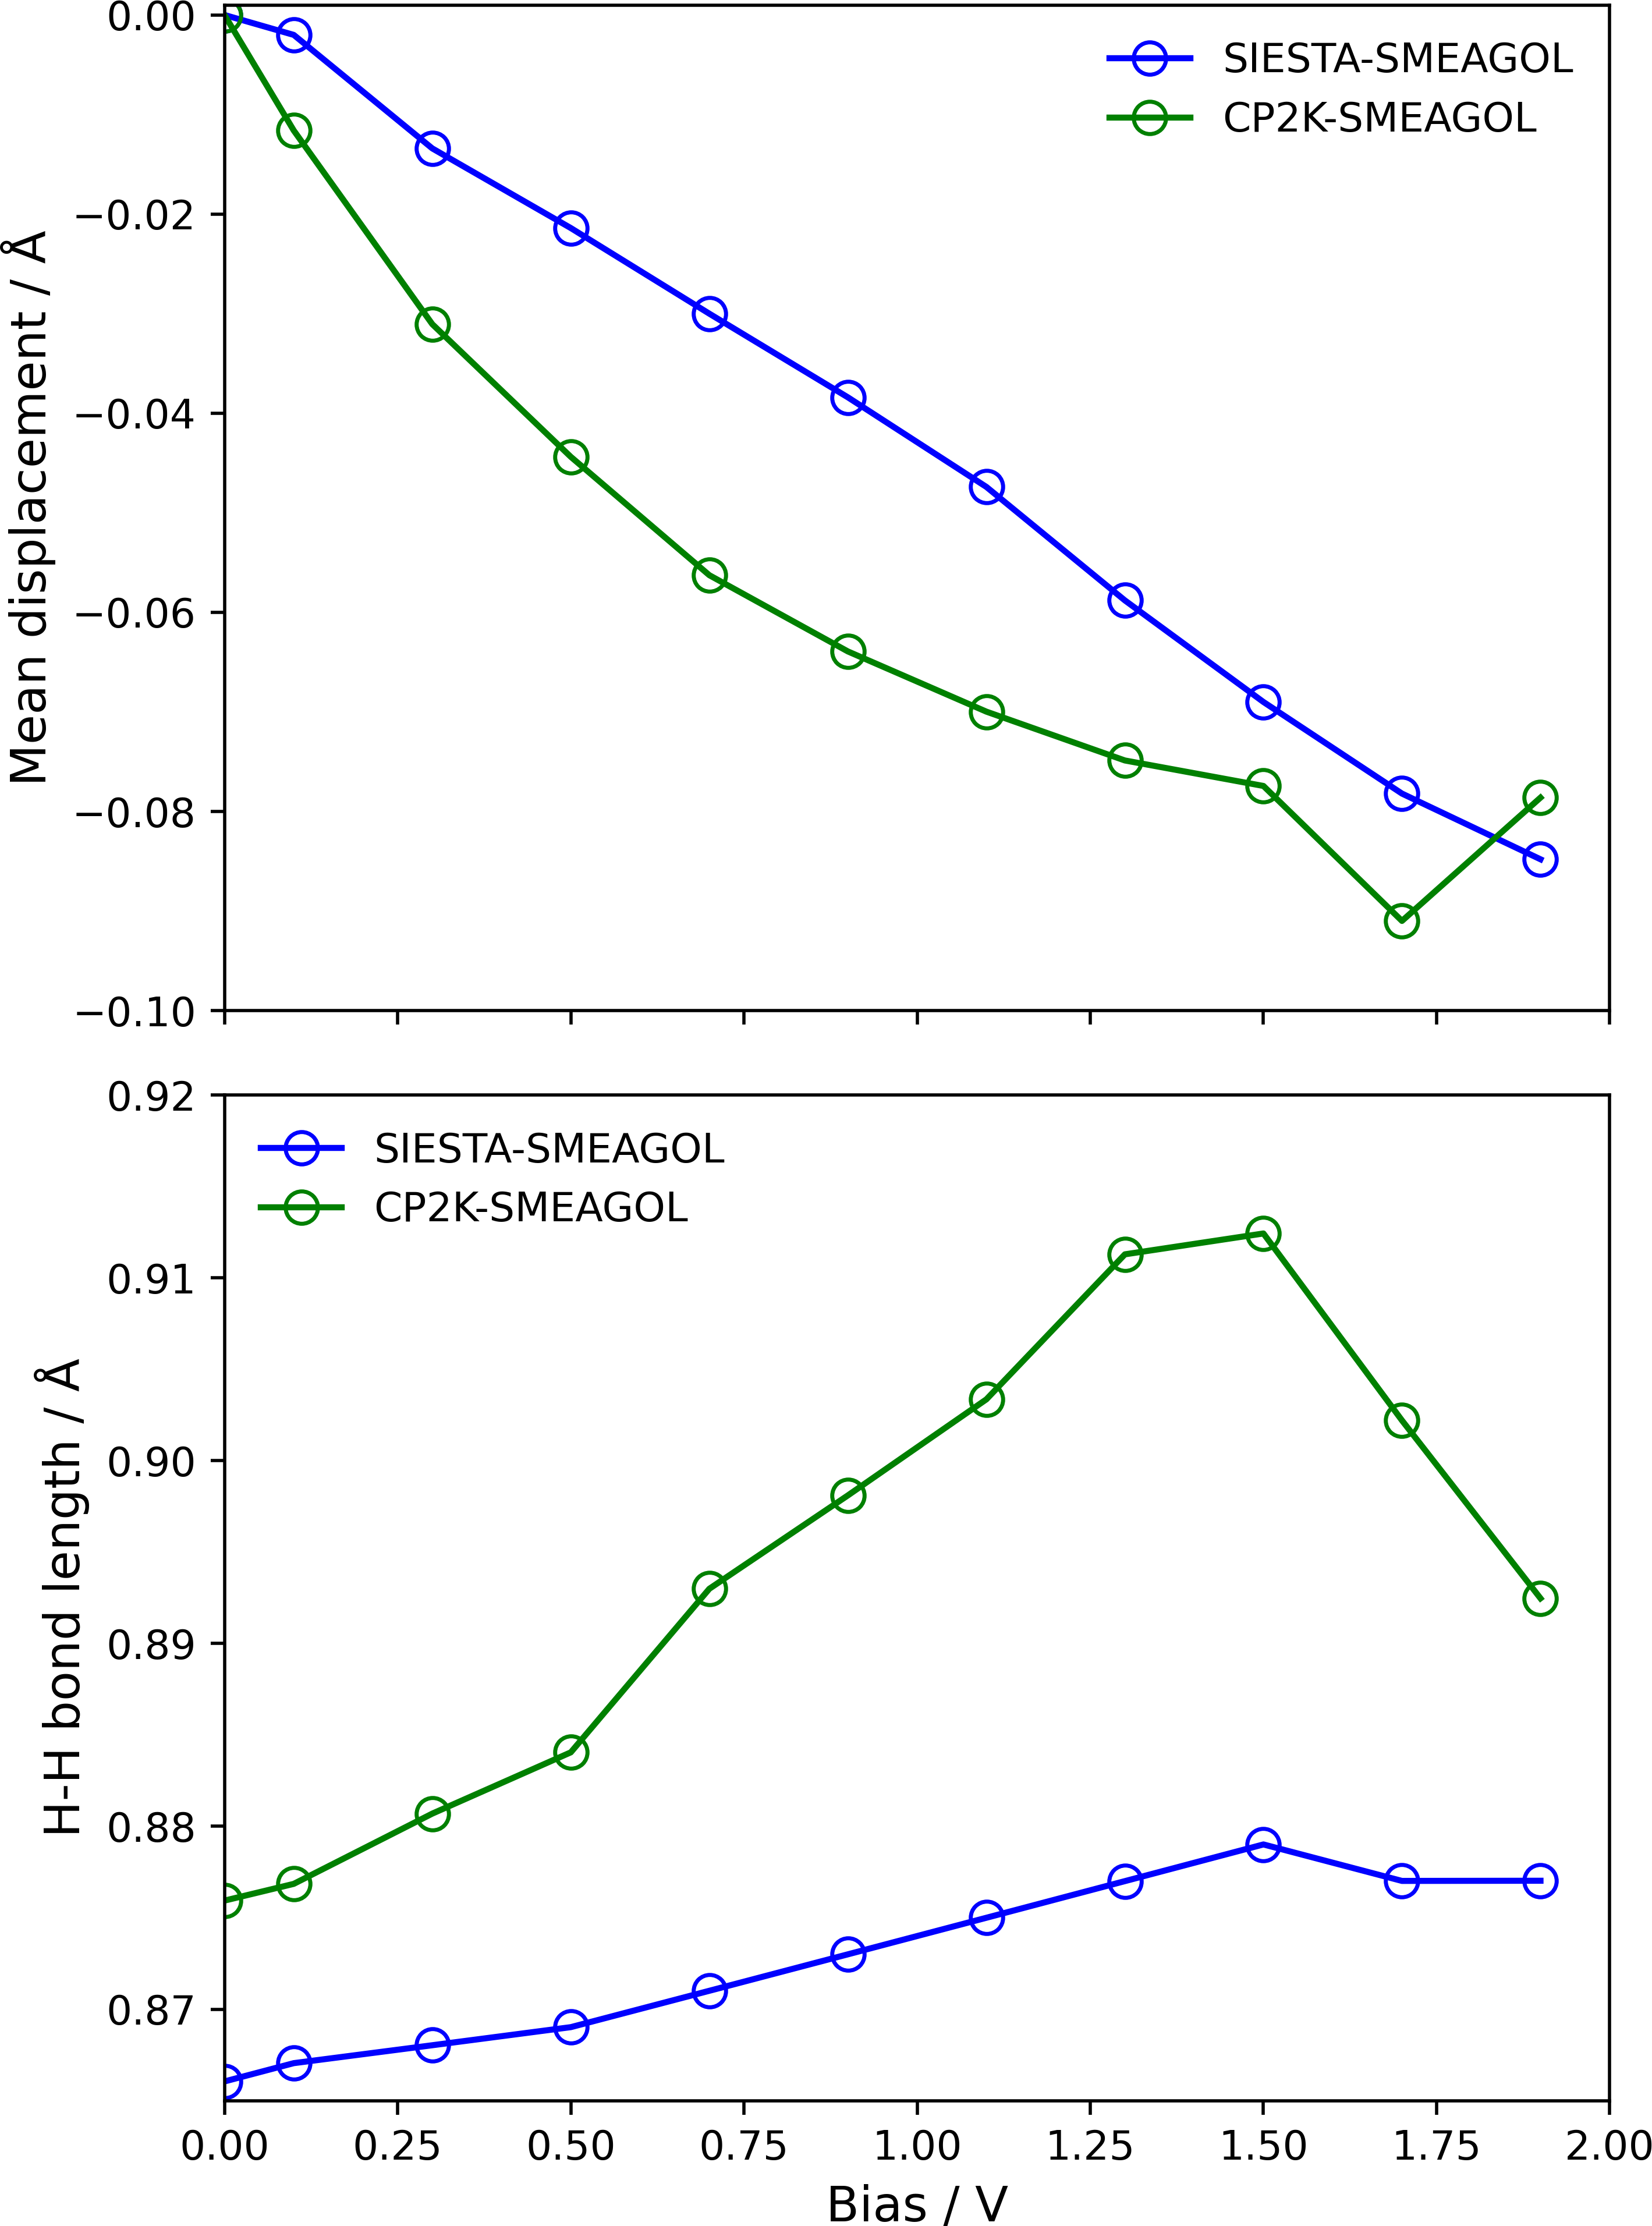 0.00
−0.02
−0.04
−0.06
−0.08
−0.10
Mean displacement / Å
SIESTA-SMEAGOL
CP2K-SMEAGOL
0.92
0.91
0.90
0.89
0.88
0.87
H-H bond length / Å
SIESTA-SMEAGOL
CP2K-SMEAGOL
0.00 0.25 0.50 0.75 1.00 1.25 1.50 1.75 2.00
Bias / V